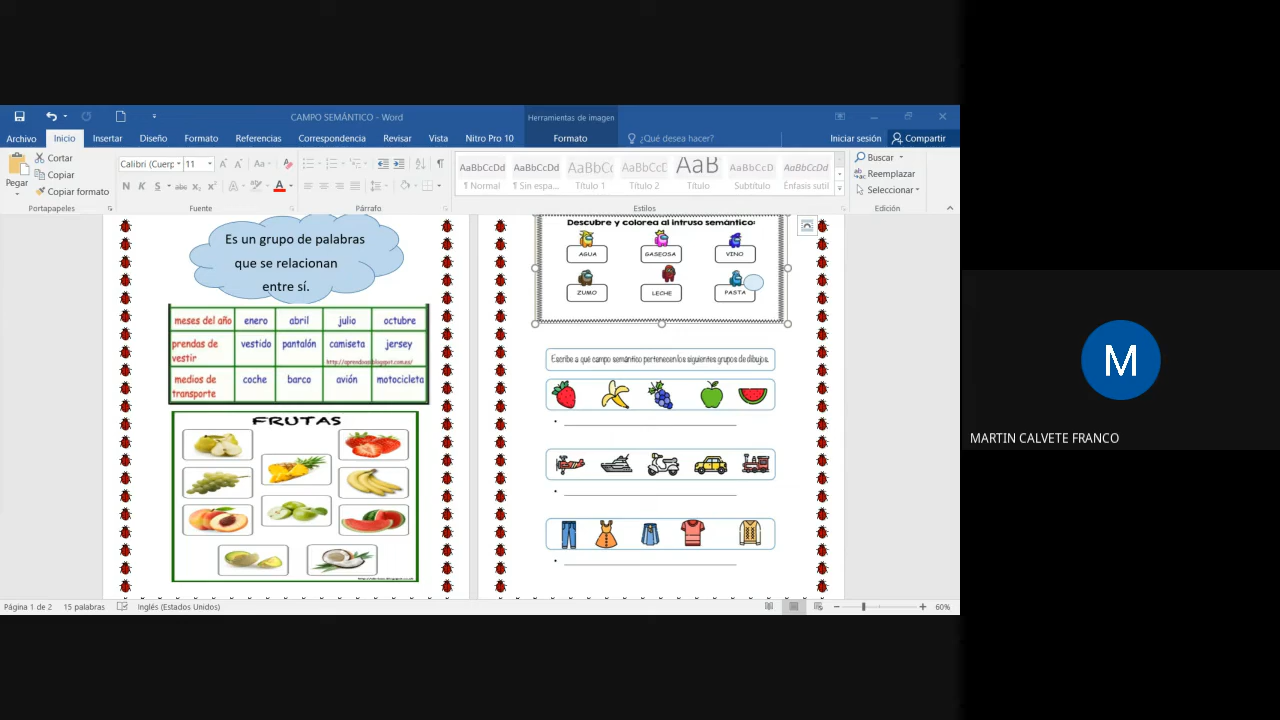 CAMPO SEMÁNTICO - Word
Herramientas de imagen
Archivo Inicio Insertar Diseño Formato Referencias Correspondencia Revisar Vista Nitro Pro 10 Formato ¿Qué desea hacer? Iniciar sesión Compartir
Pegar
Cortar
Copiar
Copiar formato
Portapapeles
Calibri (Cuerp 11
Aa
N K S abc x₂ x² A A
Fuente
Párrafo
AaBbCcDd AaBbCcDd AaBbCc AaBbCcC AaB AaBbCcD AaBbCcDd
¶ Normal ¶ Sin espa... Título 1 Título 2 Título Subtítulo Énfasis sutil
Estilos
Buscar
Reemplazar
Seleccionar
Edición
Es un grupo de palabras
que se relacionan
entre sí.
meses del año enero abril julio octubre
prendas de vestir vestido pantalón camiseta jersey
medios de transporte coche barco avión motocicleta
FRUTAS
Descubre y colorea al intruso semántico:
AGUA GASEOSA VINO
ZUMO LECHE PASTA
Escribe a qué campo semántico pertenecen los siguientes grupos de dibujos.
Página 1 de 2 15 palabras Inglés (Estados Unidos) 60%
M
MARTIN CALVETE FRANCO